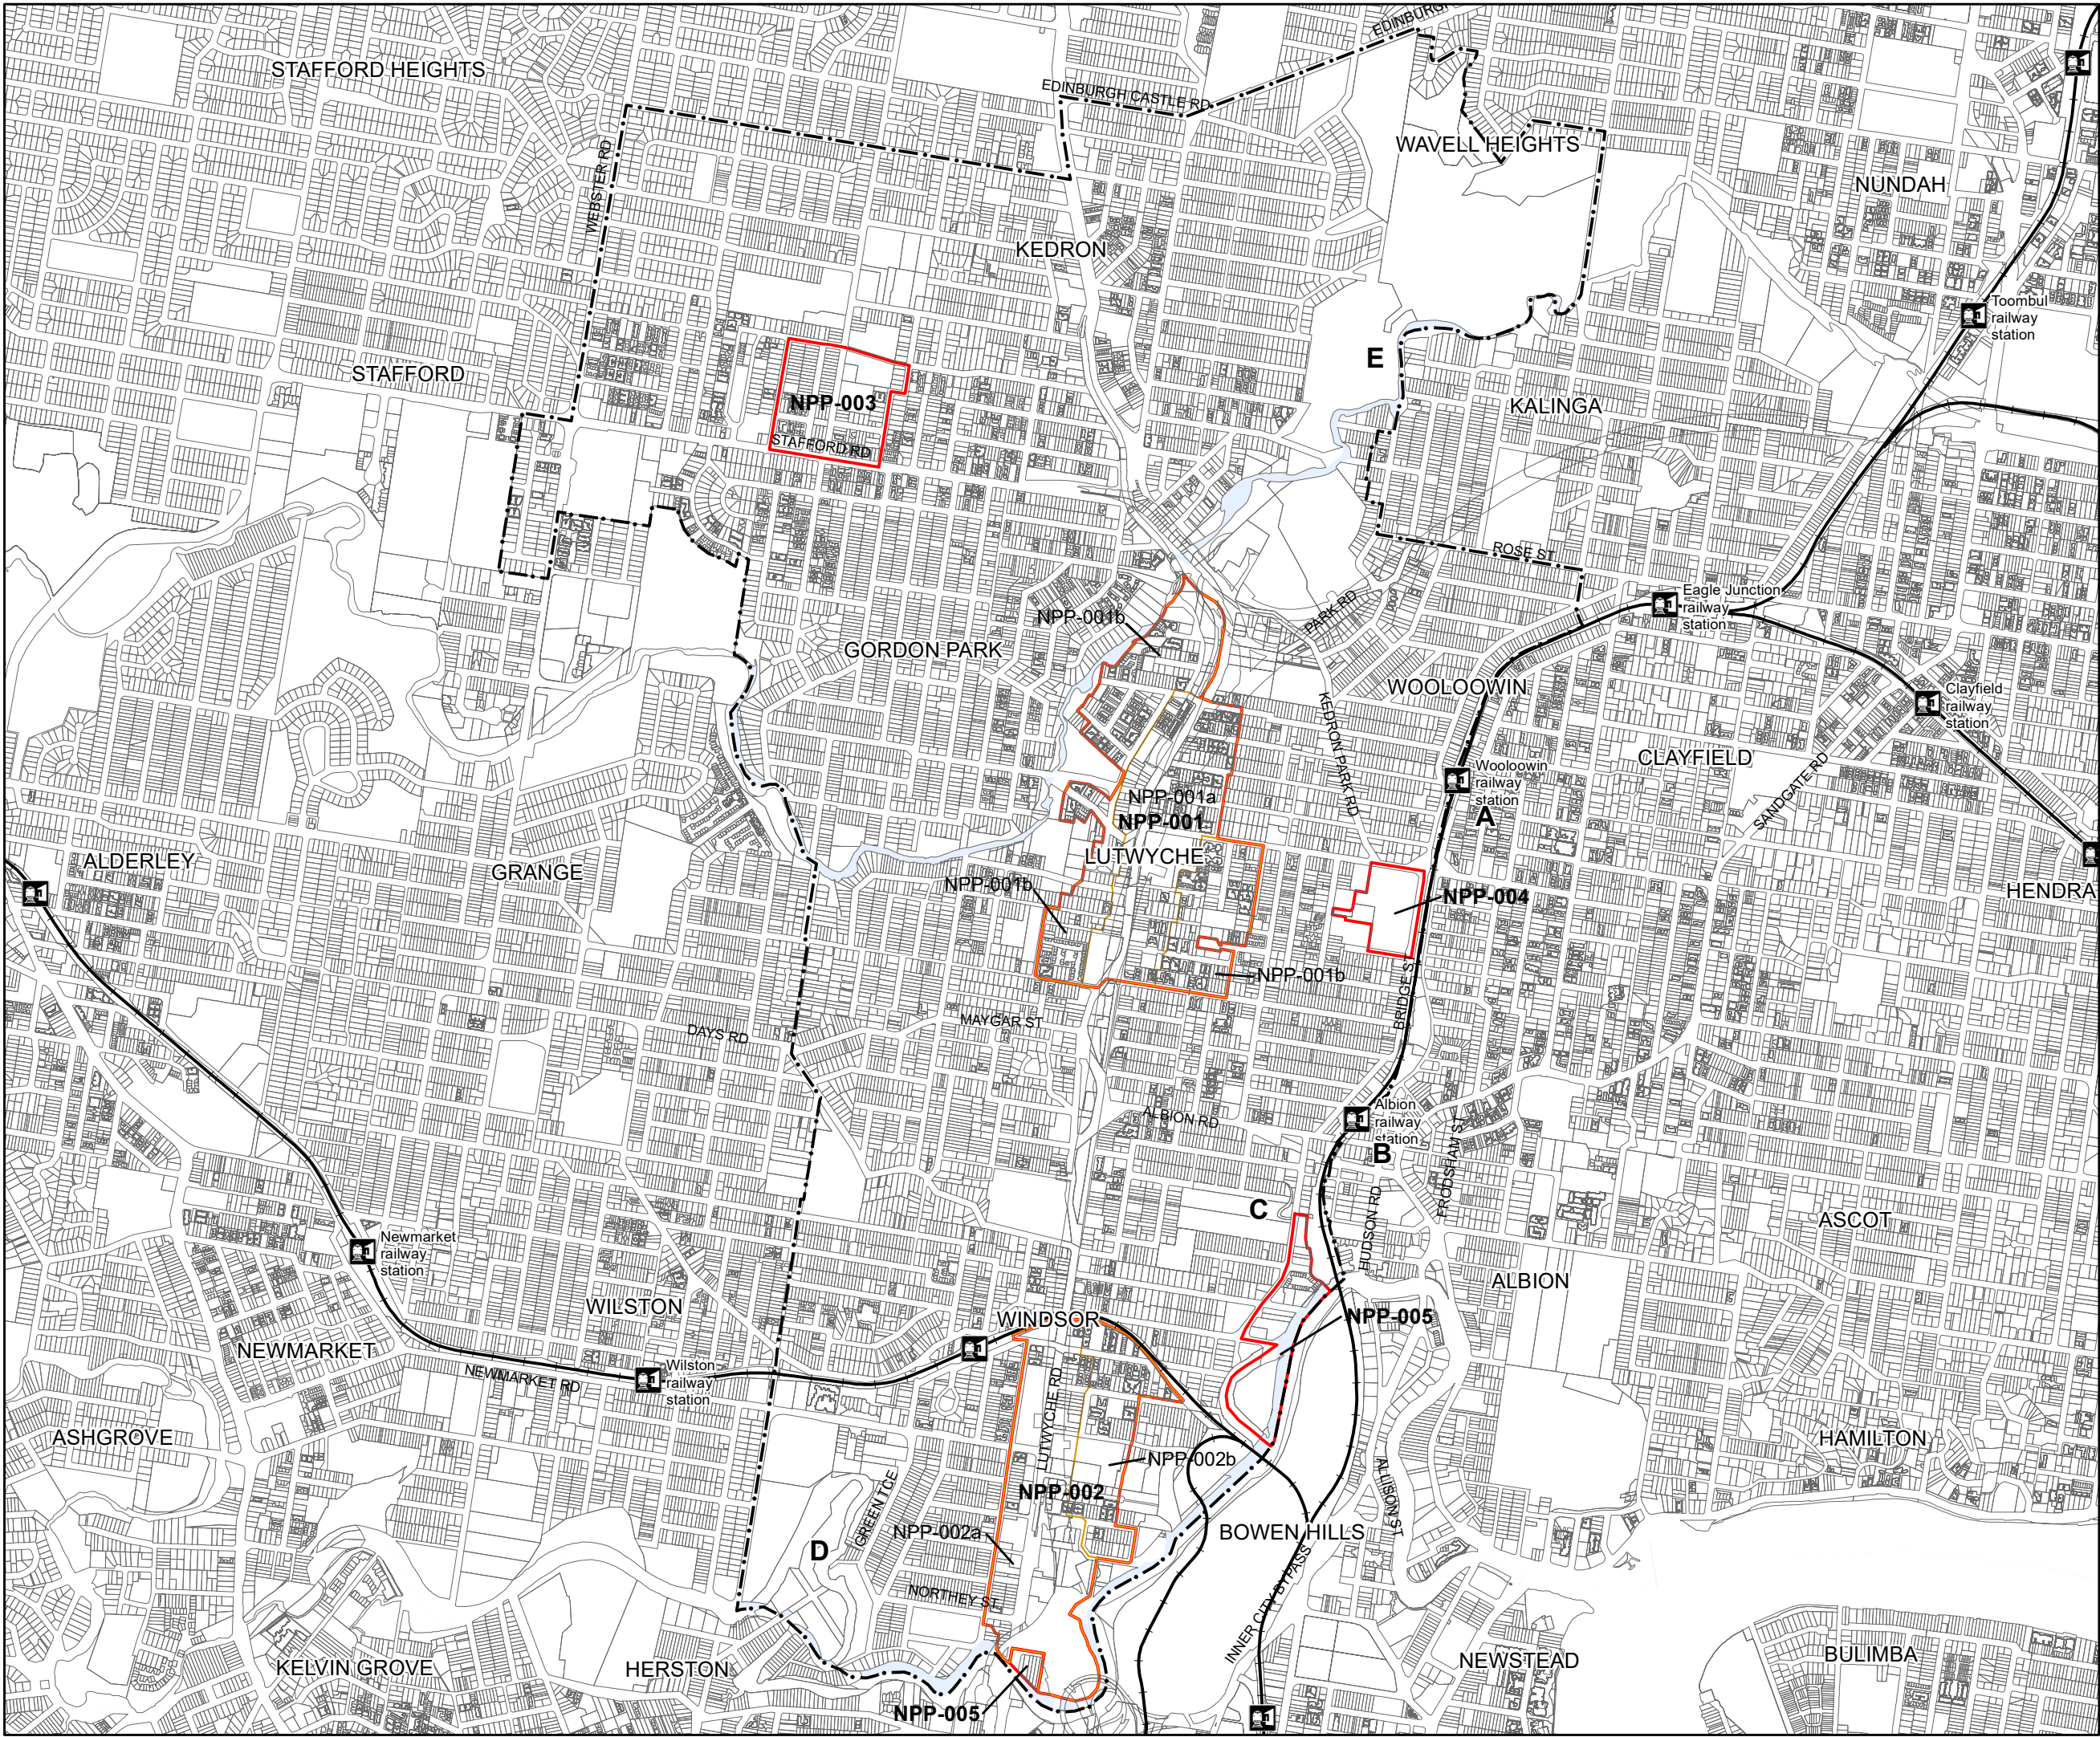 EDINBURGH
STAFFORD HEIGHTS
EDINBURGH CASTLE RD
WAVELL HEIGHTS
WEBSTER RD
NUNDAH
KEDRON
Toombul
railway
station
E
STAFFORD
NPP-003
KALINGA
STAFFORD RD
ROSE ST
Eagle Junction
railway
station
NPP-001b
PARK RD
GORDON PARK
WOOLOOWIN
Clayfield
railway
station
KEDRON PARK RD
CLAYFIELD
Wooloowin
railway
station
SANDGATE RD
NPP-001a
A
NPP-001
LUTWYCHE
ALDERLEY
GRANGE
NPP-001b
HENDRA
NPP-004
NPP-001b
BRIDGE ST
MAYGAR ST
DAYS RD
ALBION RD
Albion
railway
station
B
FRODSHAM ST
C
HUDSON RD
ASCOT
Newmarket
railway
station
ALBION
WILSTON
WINDSOR
NPP-005
NEWMARKET
NEWMARKET RD
Wilston
railway
station
LUTWYCHE RD
ASHGROVE
HAMILTON
NPP-002b
NPP-002
ALLISON ST
GREEN TCE
NPP-002a
BOWEN HILLS
D
INNER CITY BYPASS
NORTHEY ST
KELVIN GROVE
HERSTON
NEWSTEAD
BULIMBA
NPP-005